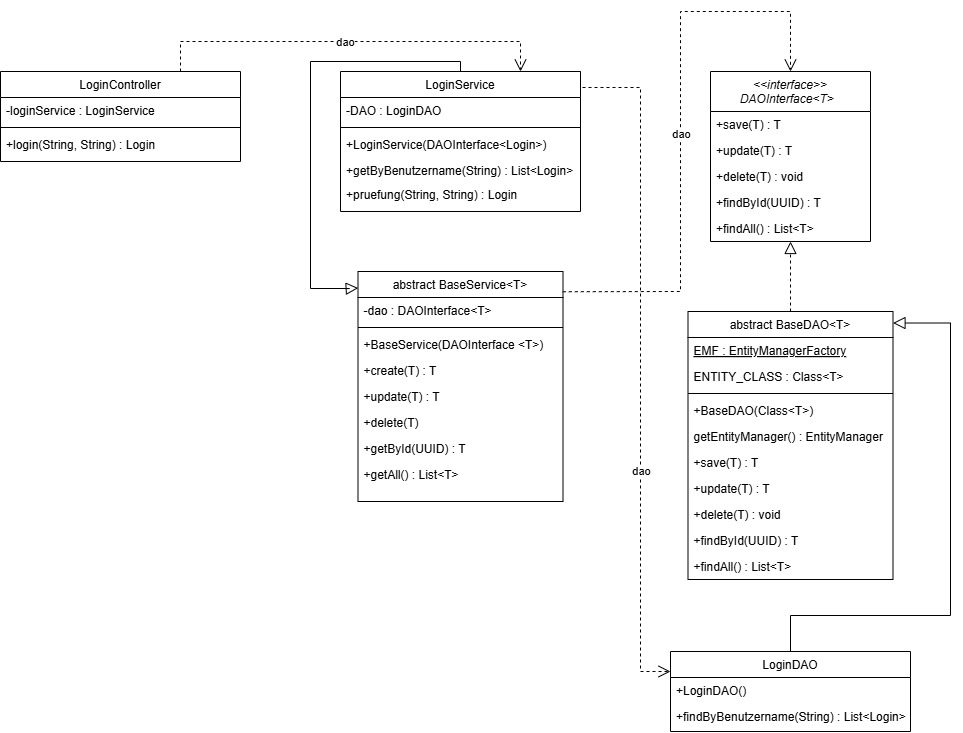 dao
LoginController
-loginService : LoginService
+login(String, String) : Login
LoginService
-DAO : LoginDAO
+LoginService(DAOInterface<Login>)
+getByBenutzername(String) : List<Login>
+pruefung(String, String) : Login
dao
<<interface>>
DAOInterface<T>
+save(T) : T
+update(T) : T
+delete(T) : void
+findById(UUID) : T
+findAll() : List<T>
abstract BaseService<T>
-dao : DAOInterface<T>
+BaseService(DAOInterface <T>)
+create(T) : T
+update(T) : T
+delete(T)
+getById(UUID) : T
+getAll() : List<T>
dao
abstract BaseDAO<T>
EMF : EntityManagerFactory
ENTITY_CLASS : Class<T>
+BaseDAO(Class<T>)
getEntityManager() : EntityManager
+save(T) : T
+update(T) : T
+delete(T) : void
+findById(UUID) : T
+findAll() : List<T>
LoginDAO
+LoginDAO()
+findByBenutzername(String) : List<Login>